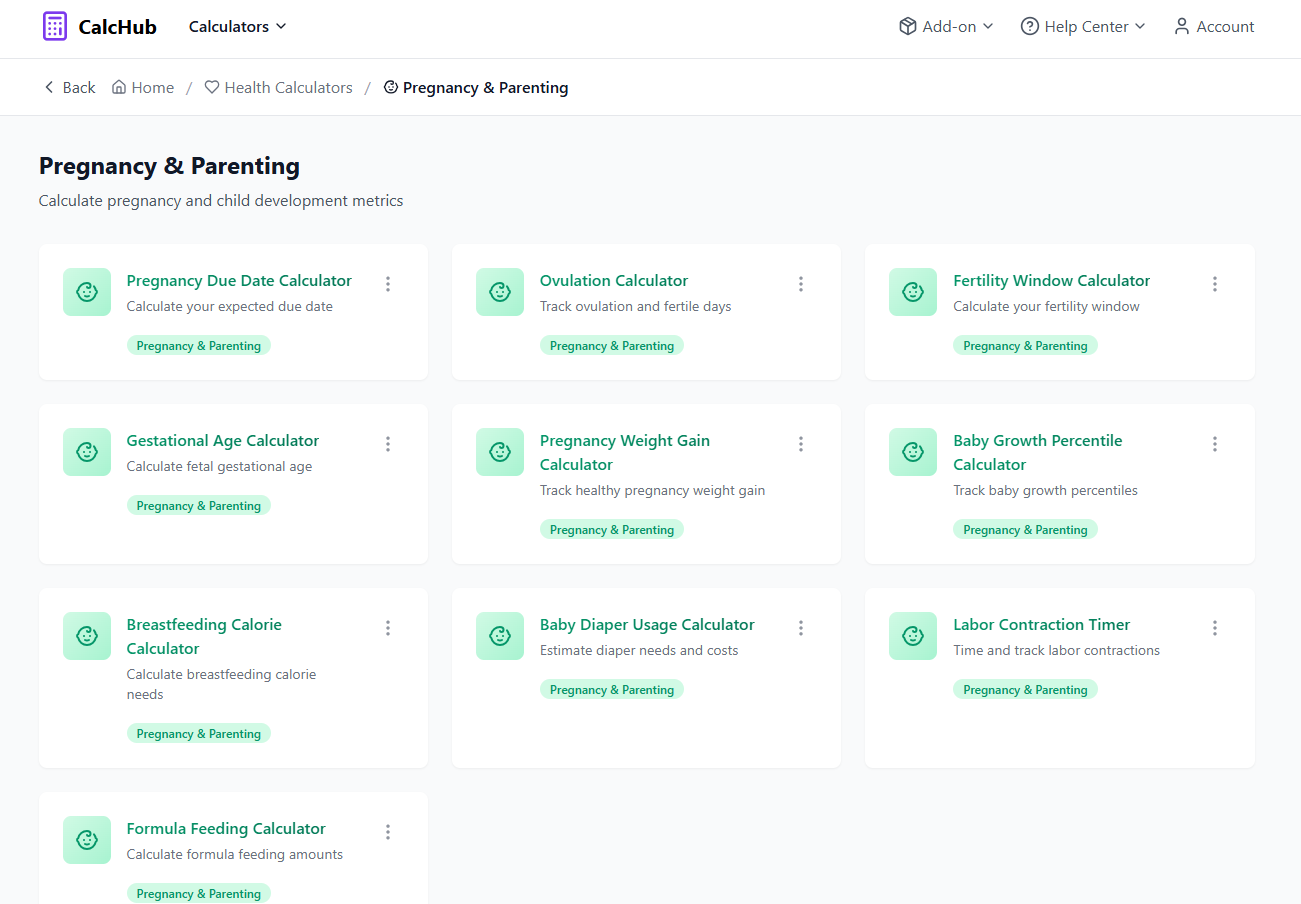 CalcHub
Calculators
Add-on
Help Center
Account
Back
Home / Health Calculators / Pregnancy & Parenting
Pregnancy & Parenting
Calculate pregnancy and child development metrics
Pregnancy Due Date Calculator
Calculate your expected due date
Pregnancy & Parenting
Ovulation Calculator
Track ovulation and fertile days
Pregnancy & Parenting
Fertility Window Calculator
Calculate your fertility window
Pregnancy & Parenting
Gestational Age Calculator
Calculate fetal gestational age
Pregnancy & Parenting
Pregnancy Weight Gain
Calculator
Track healthy pregnancy weight gain
Pregnancy & Parenting
Baby Growth Percentile
Calculator
Track baby growth percentiles
Pregnancy & Parenting
Breastfeeding Calorie
Calculator
Calculate breastfeeding calorie
needs
Pregnancy & Parenting
Baby Diaper Usage Calculator
Estimate diaper needs and costs
Pregnancy & Parenting
Labor Contraction Timer
Time and track labor contractions
Pregnancy & Parenting
Formula Feeding Calculator
Calculate formula feeding amounts
Pregnancy & Parenting